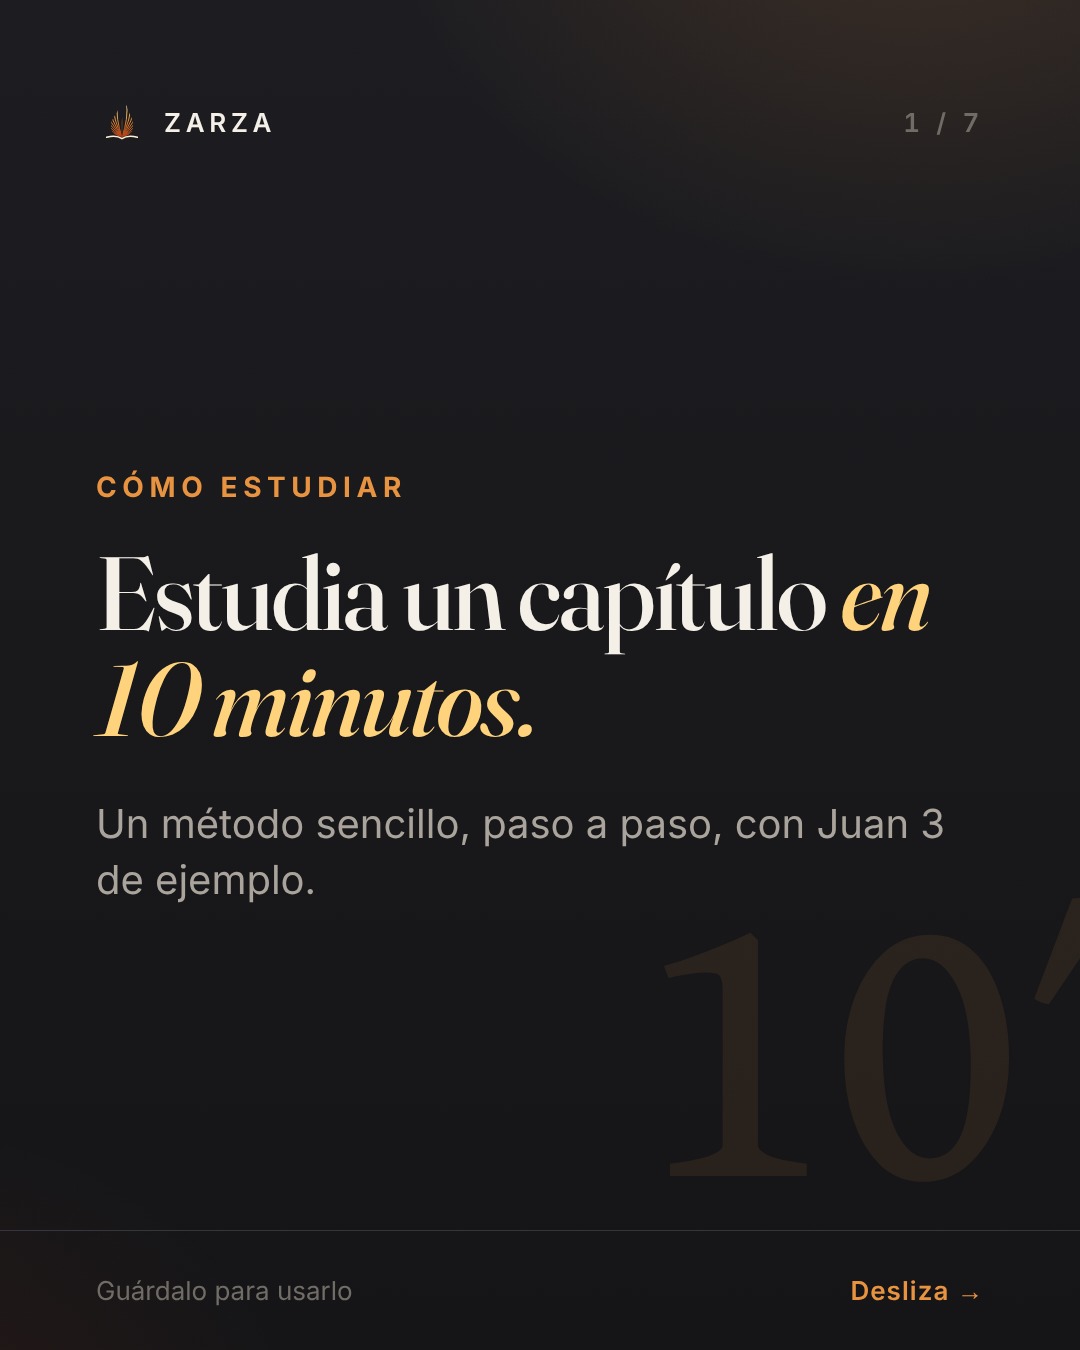 ZARZA
1 / 7
CÓMO ESTUDIAR
Estudia un capítulo en
10 minutos.
Un método sencillo, paso a paso, con Juan 3
de ejemplo.
10′
Guárdalo para usarlo
Desliza →